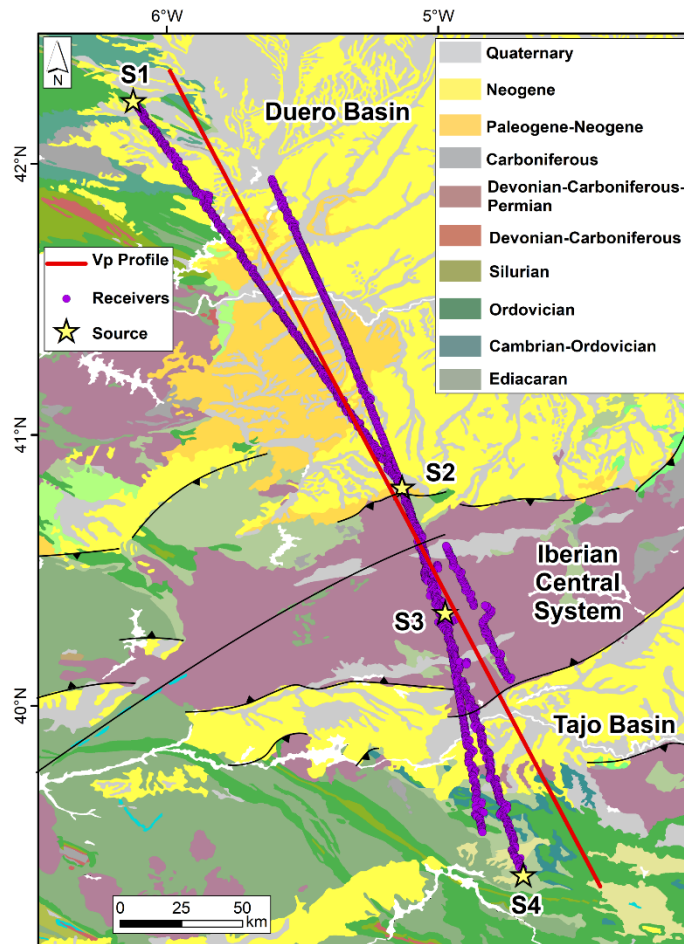 6°W
5°W
N
S1
Duero Basin
42°N
Quaternary
Neogene
Paleogene-Neogene
Carboniferous
Devonian-Carboniferous-
Permian
Devonian-Carboniferous
Silurian
Ordovician
Cambrian-Ordovician
Ediacaran
Vp Profile
Receivers
Source
41°N
S2
Iberian
Central
System
S3
40°N
Tajo Basin
S4
0 25 50
km